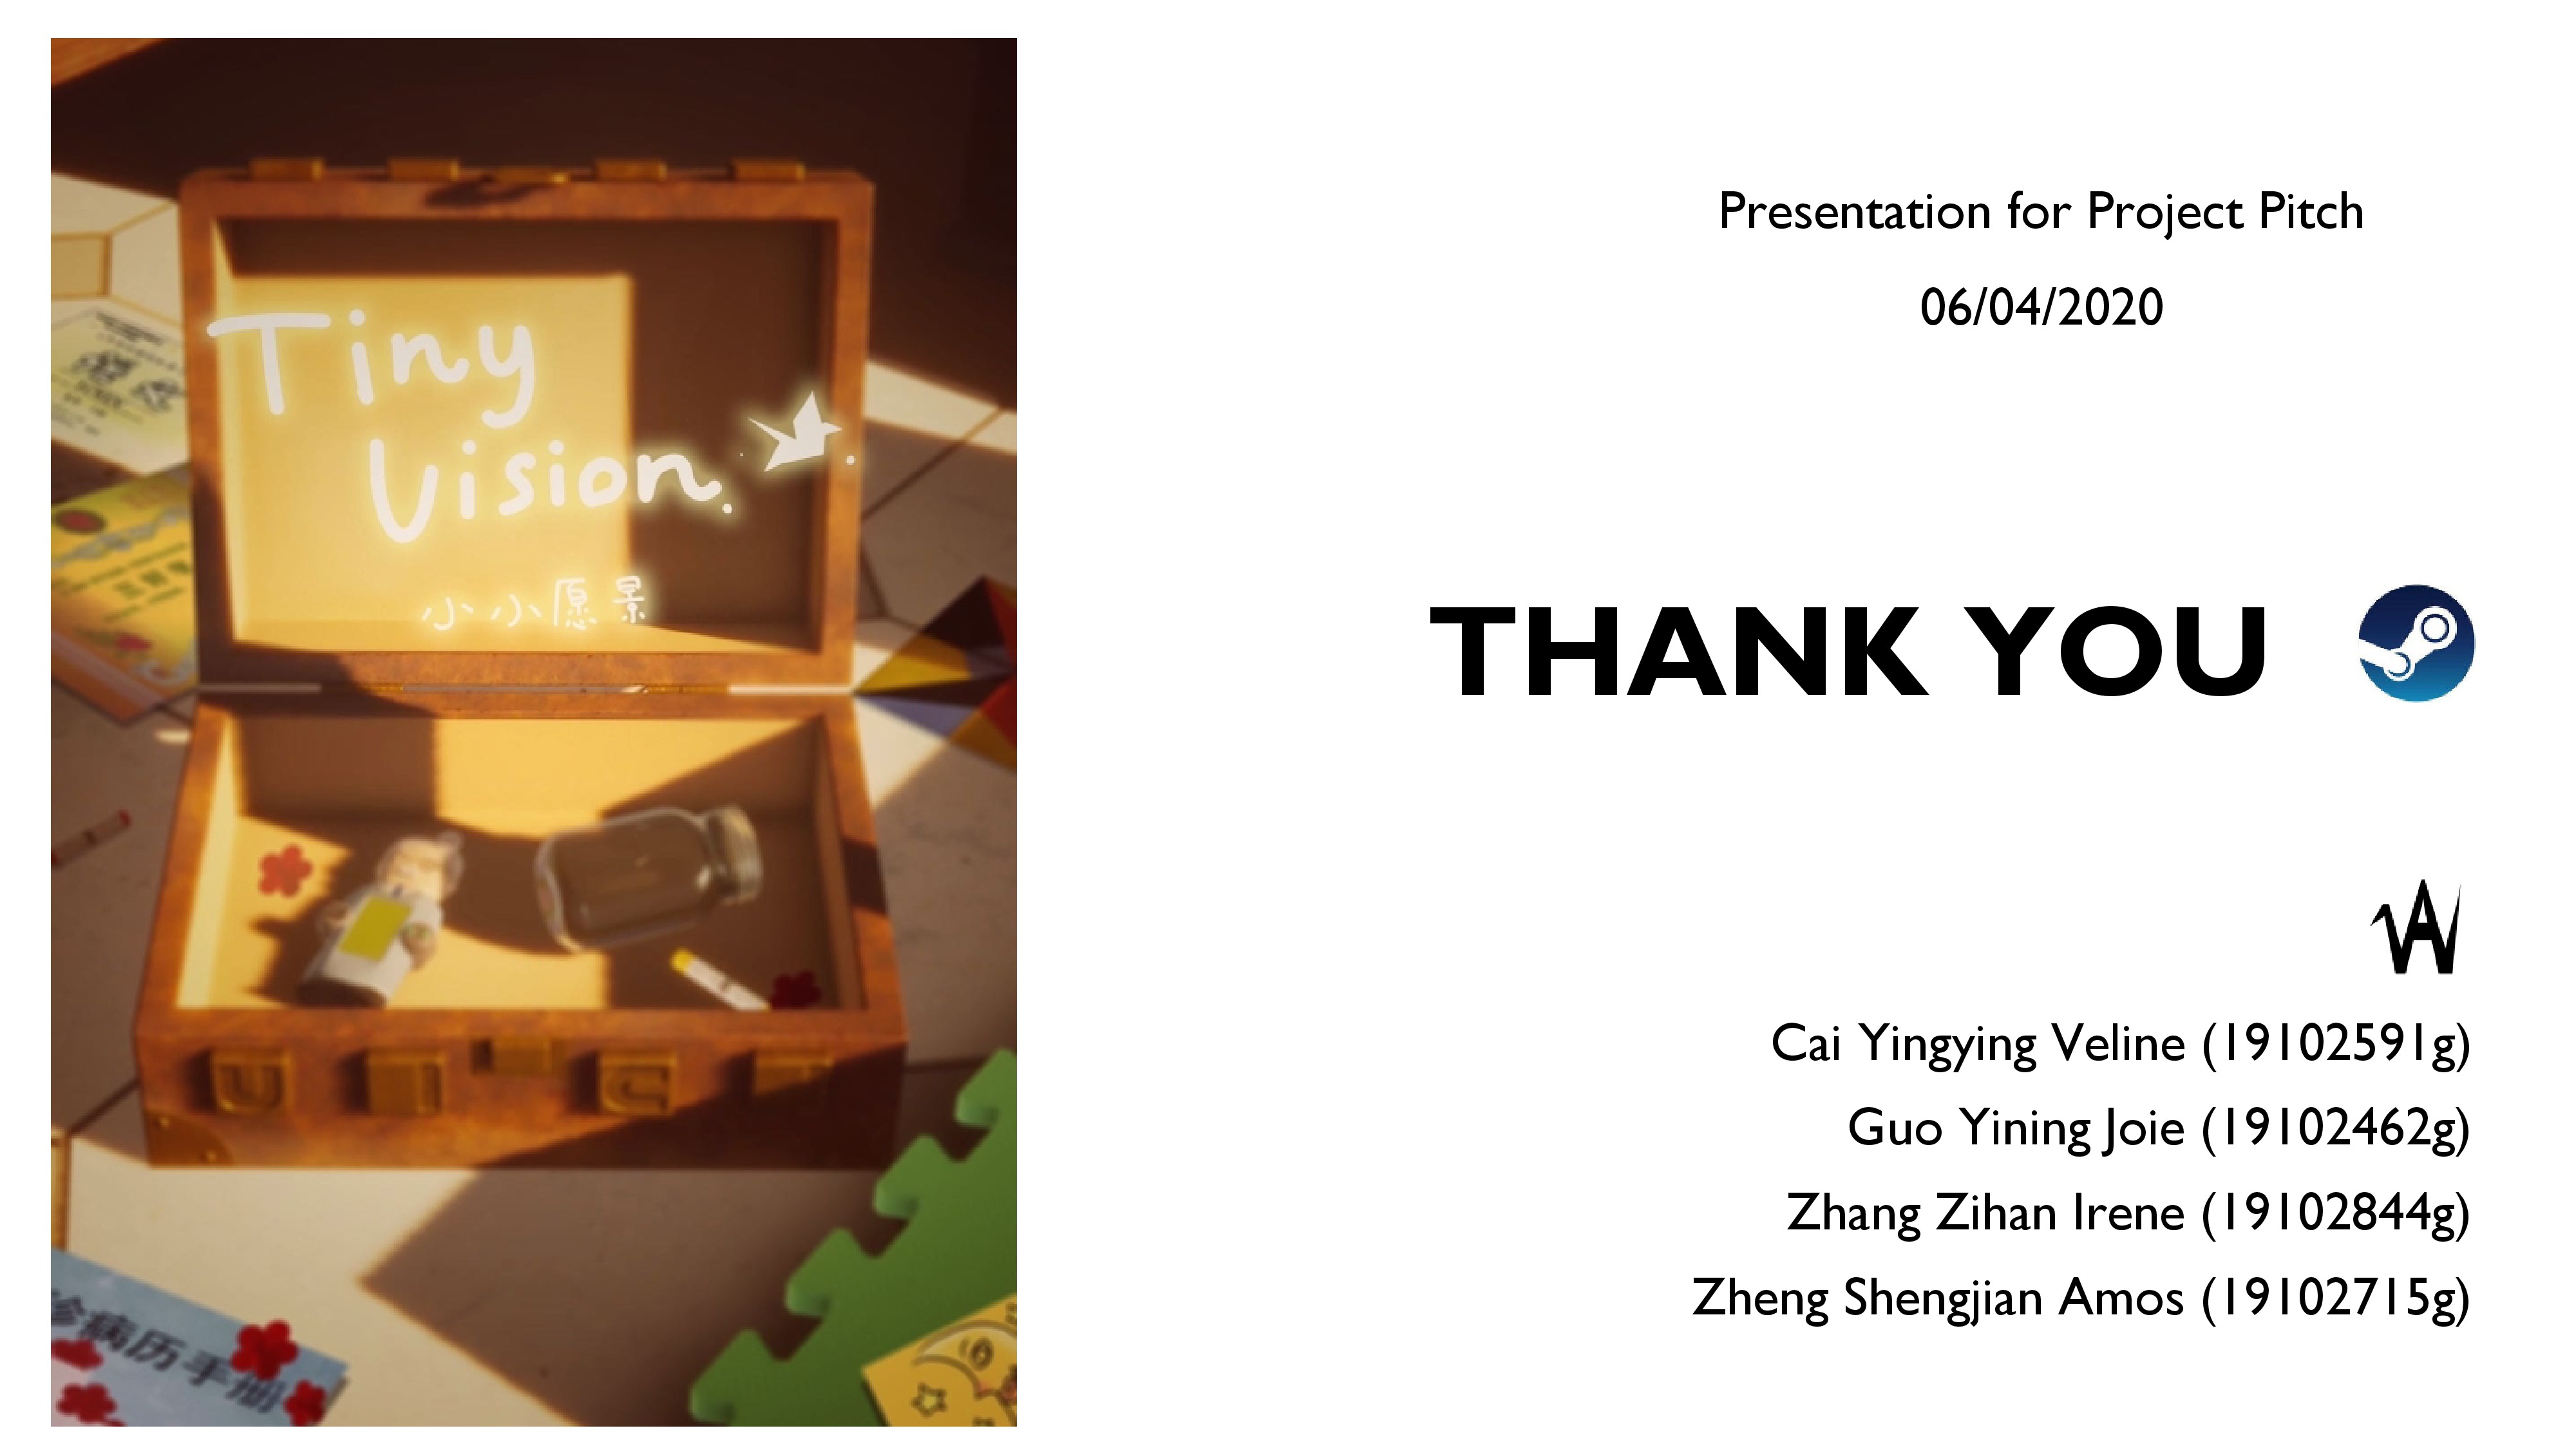 Tiny
Vision.
小小愿景
病历手册
Presentation for Project Pitch
06/04/2020
THANK YOU
Cai Yingying Veline (19102591g)
Guo Yining Joie (19102462g)
Zhang Zihan Irene (19102844g)
Zheng Shengjian Amos (19102715g)